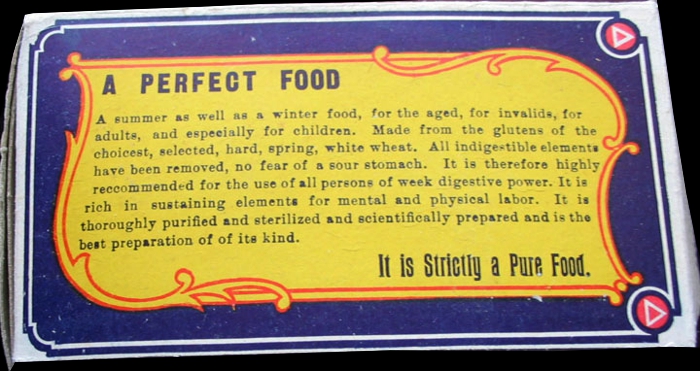 A PERFECT FOOD
A summer as well as a winter food, for the aged, for invalids, for
adults, and especially for children. Made from the glutens of the
choicest, selected, hard, spring, white wheat. All indigestible elements
have been removed, no fear of a sour stomach. It is therefore highly
reccommended for the use of all persons of week digestive power. It is
rich in sustaining elements for mental and physical labor. It is
thoroughly purified and sterilized and scientifically prepared and is the
best preparation of of its kind.
It is Strictly a Pure Food.